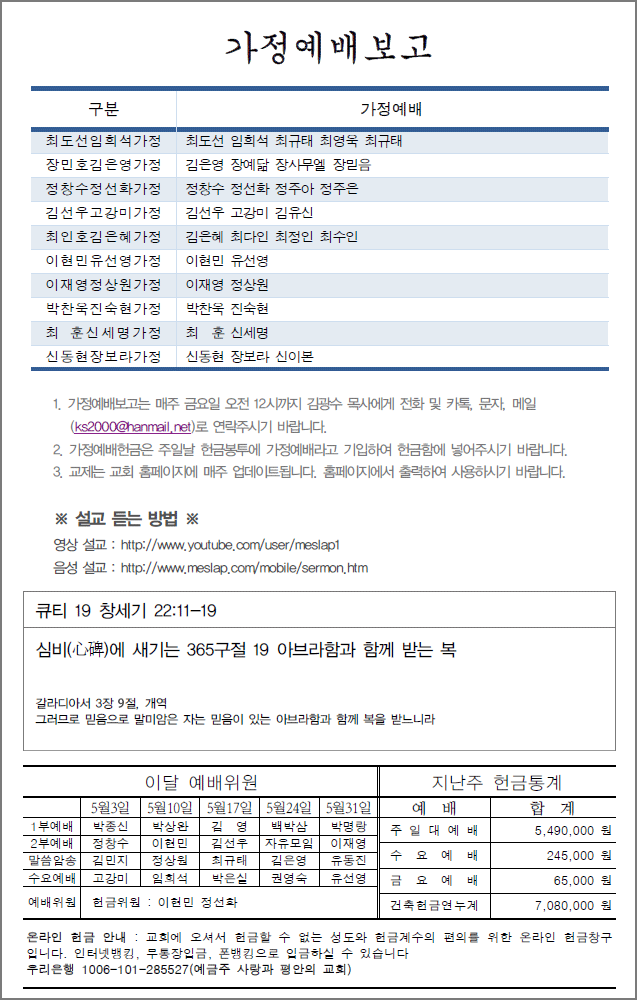 가정예배보고
구분 가정예배
최도선임희석가정 최도선 임희석 최규태 최영욱 최규태
장민호김은영가정 김은영 장예닮 장사무엘 장믿음
정창수정선화가정 정창수 정선화 정주아 정주은
김선우고강미가정 김선우 고강미 김유신
최인호김은혜가정 김은혜 최다인 최정인 최수인
이현민유선영가정 이현민 유선영
이재영정상원가정 이재영 정상원
박찬욱진숙현가정 박찬욱 진숙현
최 훈신세명가정 최 훈 신세명
신동현장보라가정 신동현 장보라 신이본
1. 가정예배보고는 매주 금요일 오전 12시까지 김광수 목사에게 전화 및 카톡, 문자, 메일
(ks2000@hanmail.net)로 연락주시기 바랍니다.
2. 가정예배헌금은 주일날 헌금봉투에 가정예배라고 기입하여 헌금함에 넣어주시기 바랍니다.
3. 교제는 교회 홈페이지에 매주 업데이트됩니다. 홈페이지에서 출력하여 사용하시기 바랍니다.
※ 설교 듣는 방법 ※
영상 설교 : http://www.youtube.com/user/meslap1
음성 설교 : http://www.meslap.com/mobile/sermon.htm
큐티 19 창세기 22:11-19
심비(心碑)에 새기는 365구절 19 아브라함과 함께 받는 복
갈라디아서 3장 9절, 개역
그러므로 믿음으로 말미암은 자는 믿음이 있는 아브라함과 함께 복을 받느니라
이달 예배위원
5월3일 5월10일 5월17일 5월24일 5월31일
1부예배 박종신 박상완 김 영 백박삼 박명랑
2부예배 정창수 이현민 김선우 자유모임 이재영
말씀암송 김민지 정상원 최규태 김은영 유동진
수요예배 고강미 임희석 박은실 권영숙 유선영
예배위원 헌금위원 : 이현민 정선화
지난주 헌금통계
예 배 합 계
주 일 대 예 배 5,490,000 원
수 요 예 배 245,000 원
금 요 예 배 65,000 원
건축헌금연누계 7,080,000 원
온라인 헌금 안내 : 교회에 오셔서 헌금할 수 없는 성도와 헌금계수의 편의를 위한 온라인 헌금창구
입니다. 인터넷뱅킹, 무통장입금, 폰뱅킹으로 입금하실 수 있습니다
우리은행 1006-101-285527(예금주 사랑과 평안의 교회)